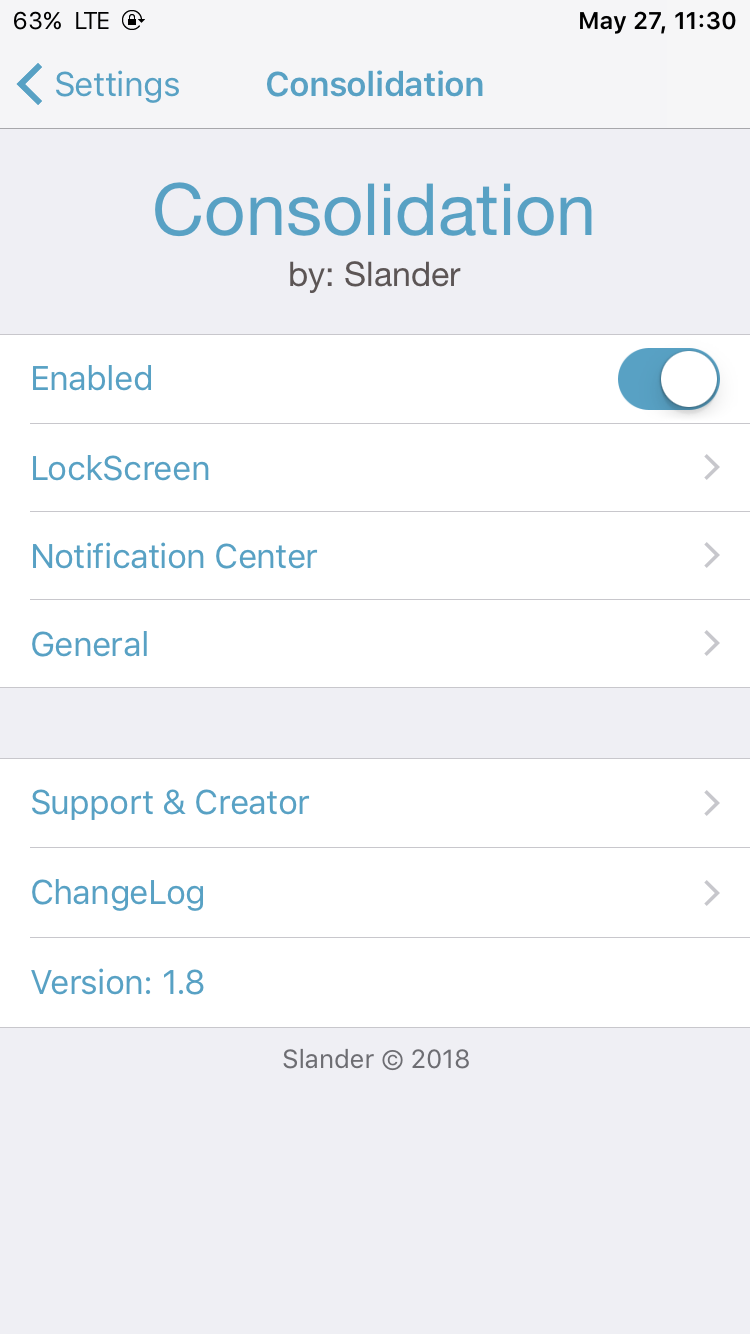 63% LTE May 27, 11:30
Settings Consolidation
Consolidation
by: Slander
Enabled
LockScreen
Notification Center
General
Support & Creator
ChangeLog
Version: 1.8
Slander © 2018